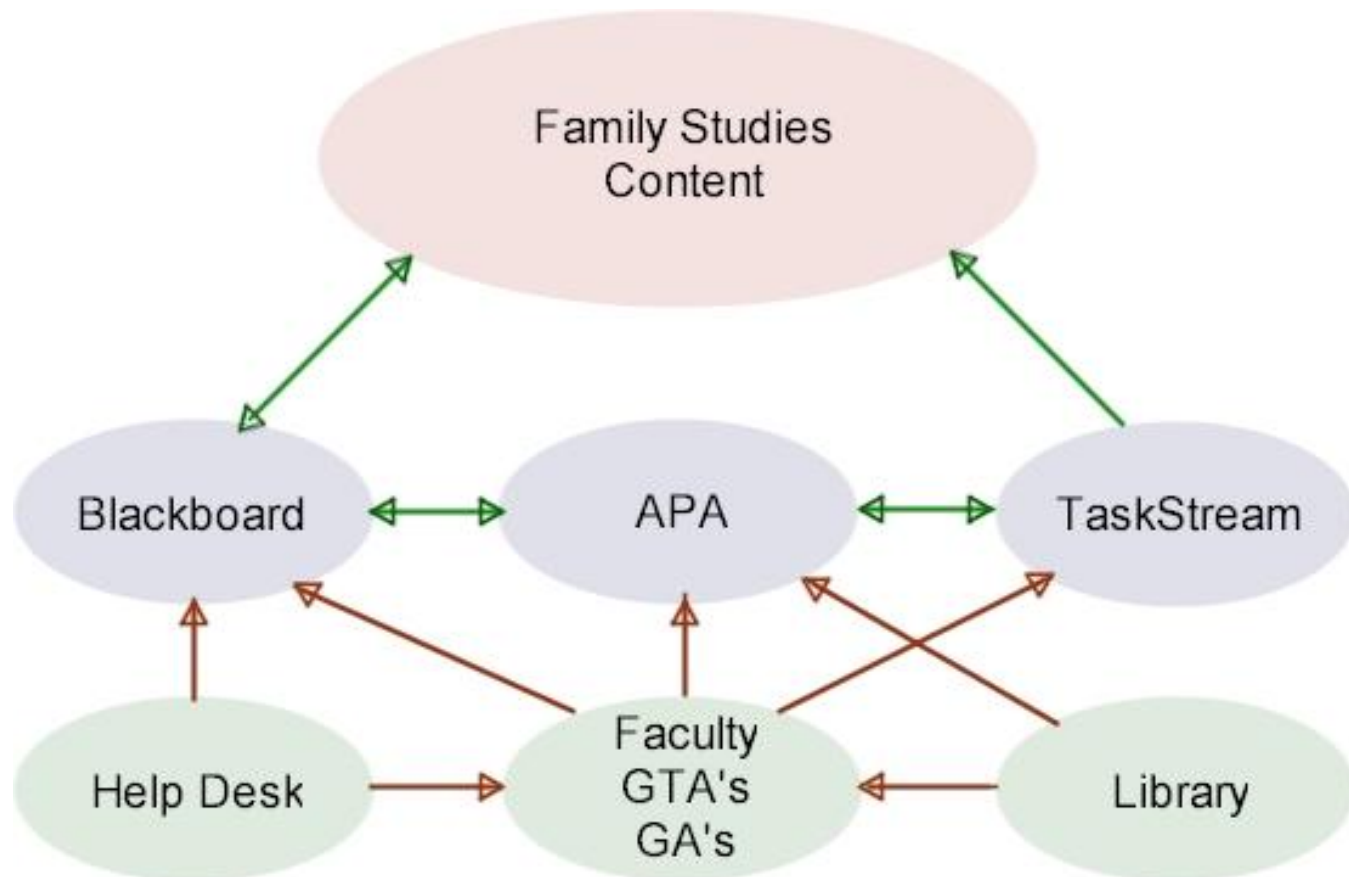 Family Studies
Content
Blackboard
APA
TaskStream
Help Desk
Faculty
GTA's
GA's
Library